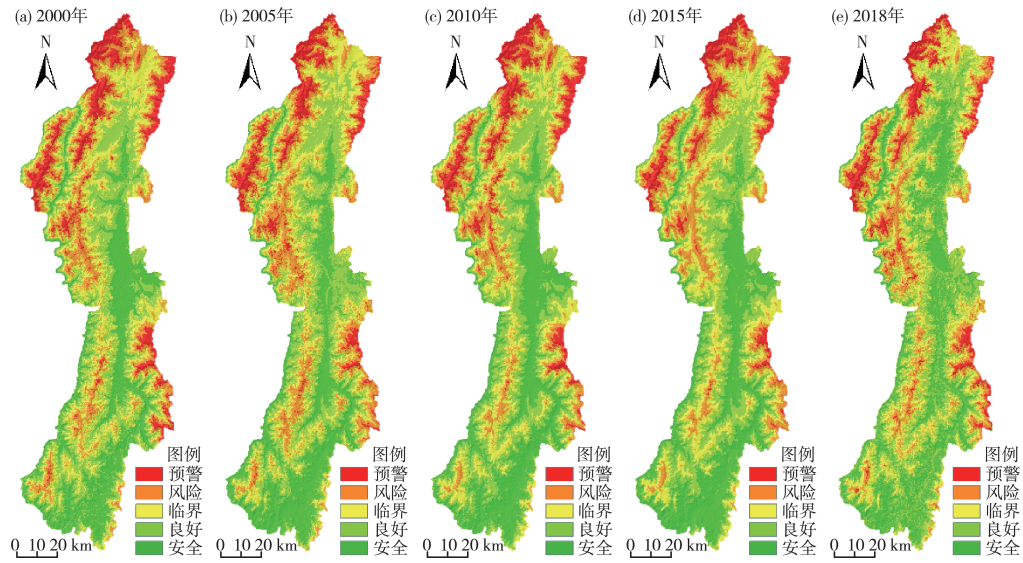 (a) 2000年
N
图例
预警
风险
临界
良好
安全
0 10 20 km
(b) 2005年
N
图例
预警
风险
临界
良好
安全
0 10 20 km
(c) 2010年
N
图例
预警
风险
临界
良好
安全
0 10 20 km
(d) 2015年
N
图例
预警
风险
临界
良好
安全
0 10 20 km
(e) 2018年
N
图例
预警
风险
临界
良好
安全
0 10 20 km